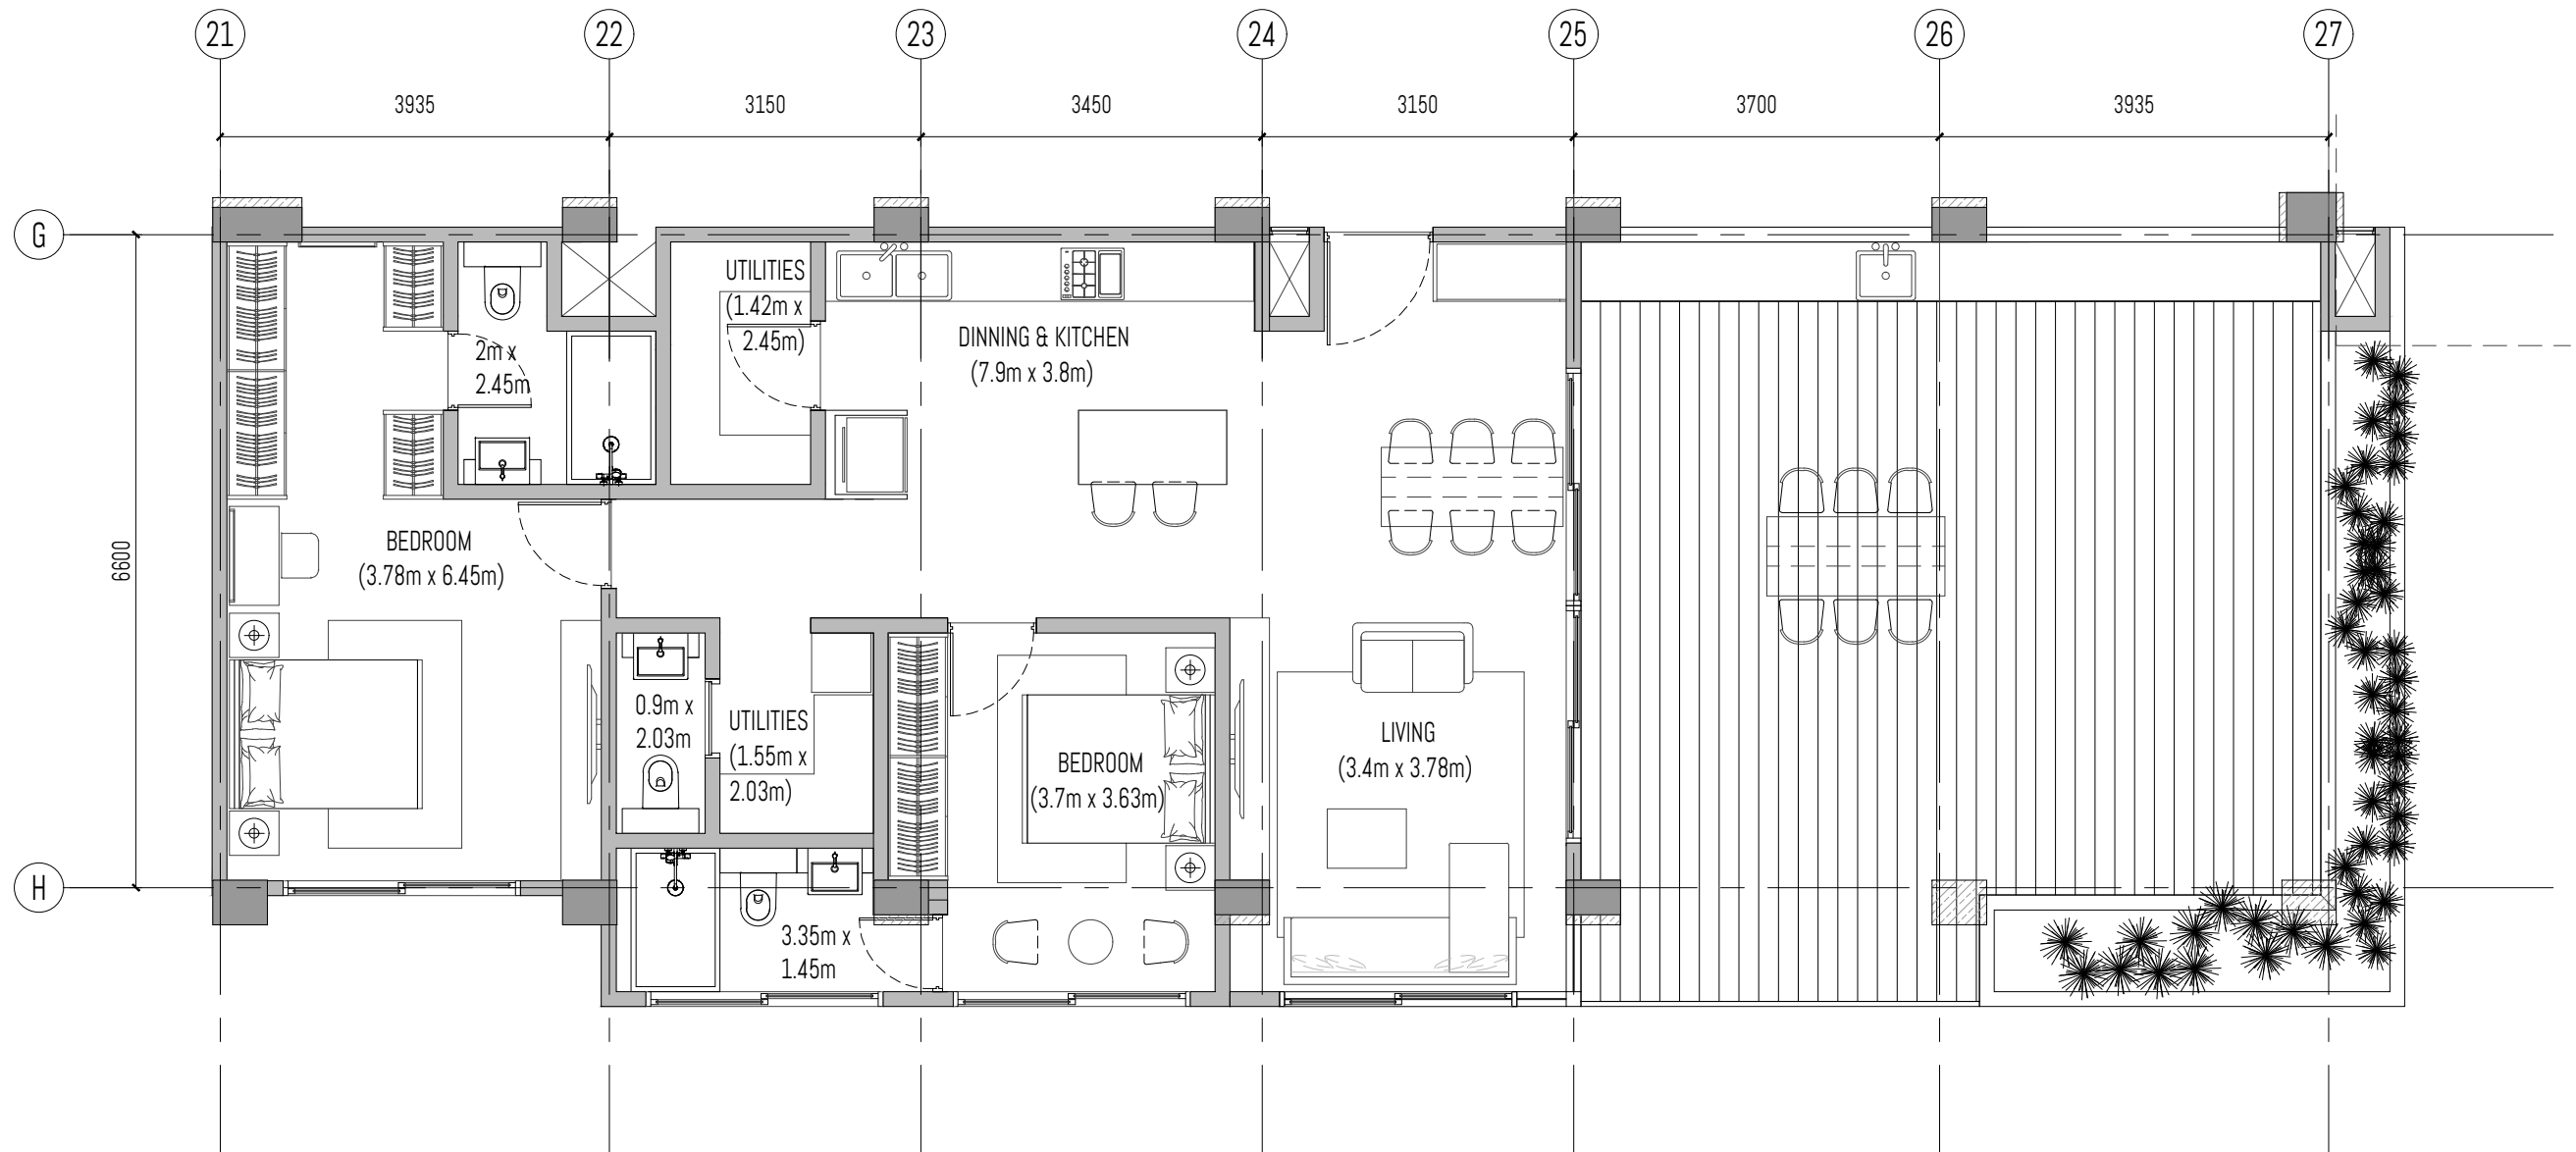 21
22
23
24
25
26
27
3935
3150
3450
3150
3700
3935
G
UTILITIES
(1.42m x
2.45m)
DINNING & KITCHEN
(7.9m x 3.8m)
2m x
2.45m
BEDROOM
(3.78m x 6.45m)
6600
0.9m x
2.03m
UTILITIES
(1.55m x
2.03m)
BEDROOM
(3.7m x 3.63m)
LIVING
(3.4m x 3.78m)
H
3.35m x
1.45m